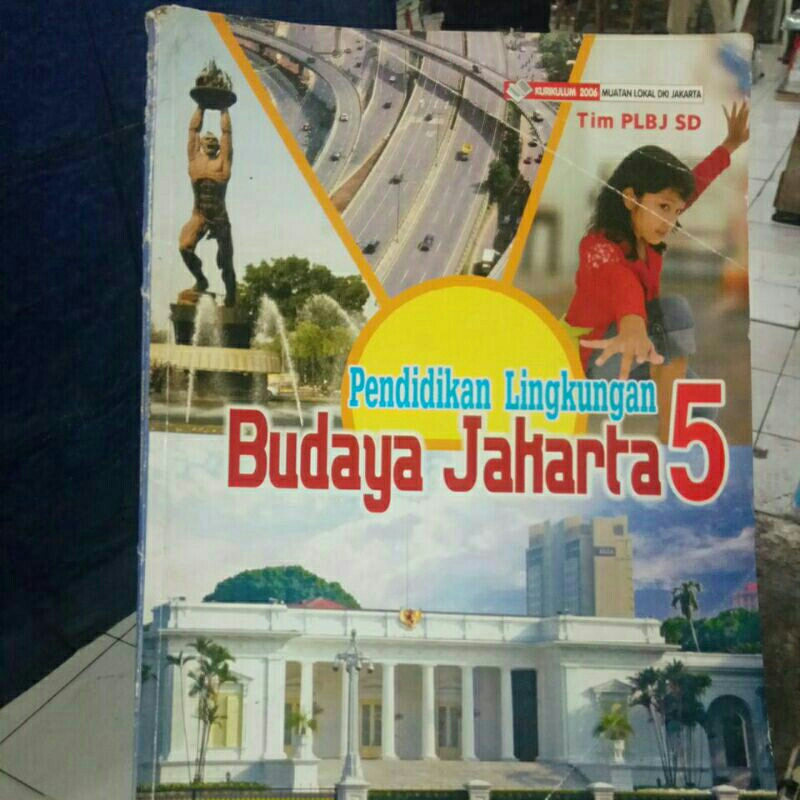 KURIKULUM 2006 MUATAN LOKAL DKI JAKARTA
Tim PLBJ SD
Pendidikan Lingkungan
Budaya Jakarta 5